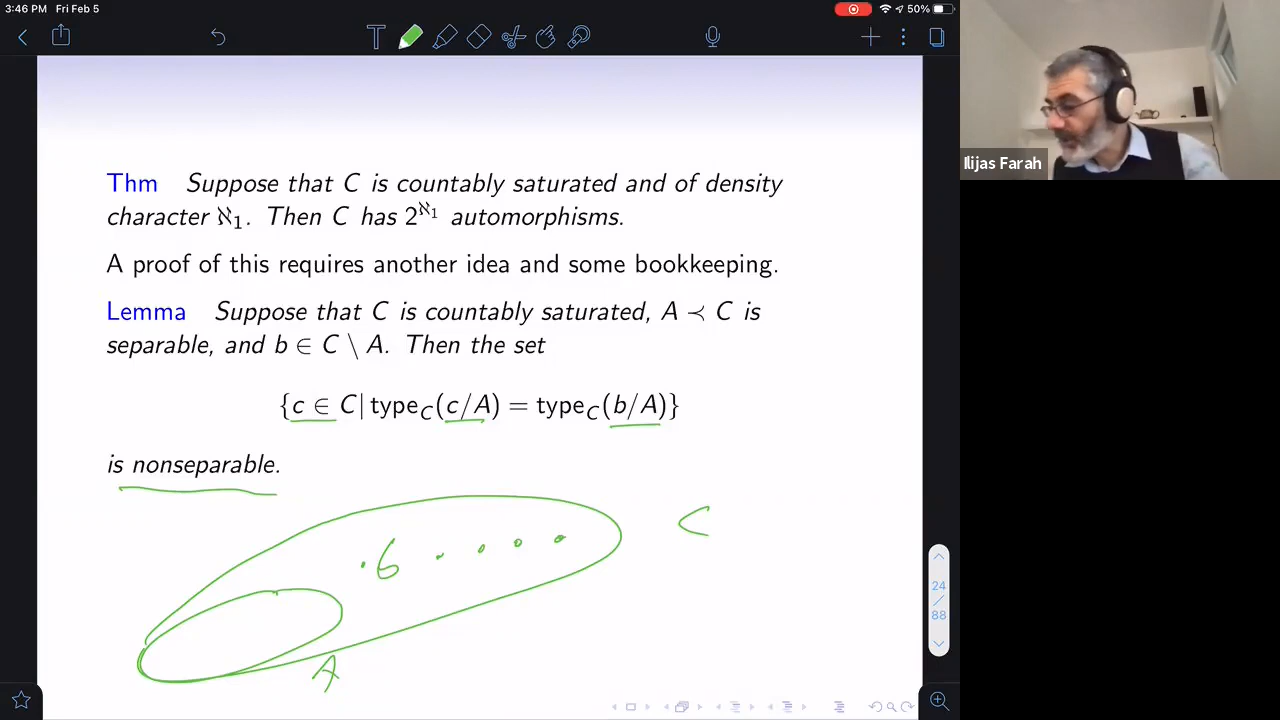 3:46 PM Fri Feb 5
50%
T
Ilijas Farah
Thm Suppose that C is countably saturated and of density
character ℵ₁. Then C has 2^ℵ₁ automorphisms.
A proof of this requires another idea and some bookkeeping.
Lemma Suppose that C is countably saturated, A ≺ C is
separable, and b ∈ C \ A. Then the set
{c ∈ C| type_C(c/A) = type_C(b/A)}
is nonseparable.
C
b
A
24
/
88